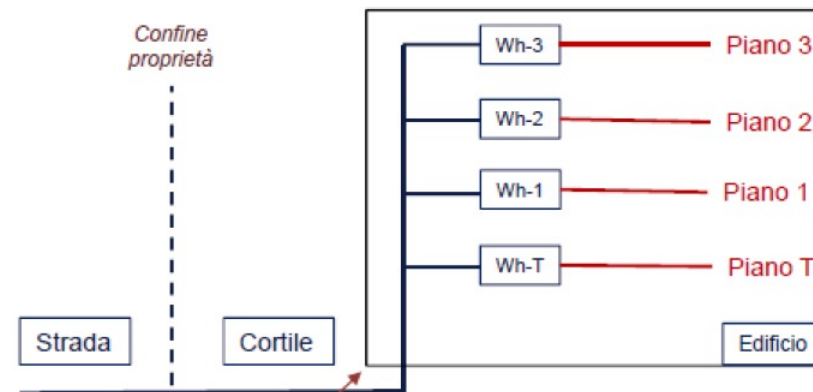 Confine
proprietà
Wh-3 Piano 3
Wh-2 Piano 2
Wh-1 Piano 1
Wh-T Piano T
Strada Cortile Edificio